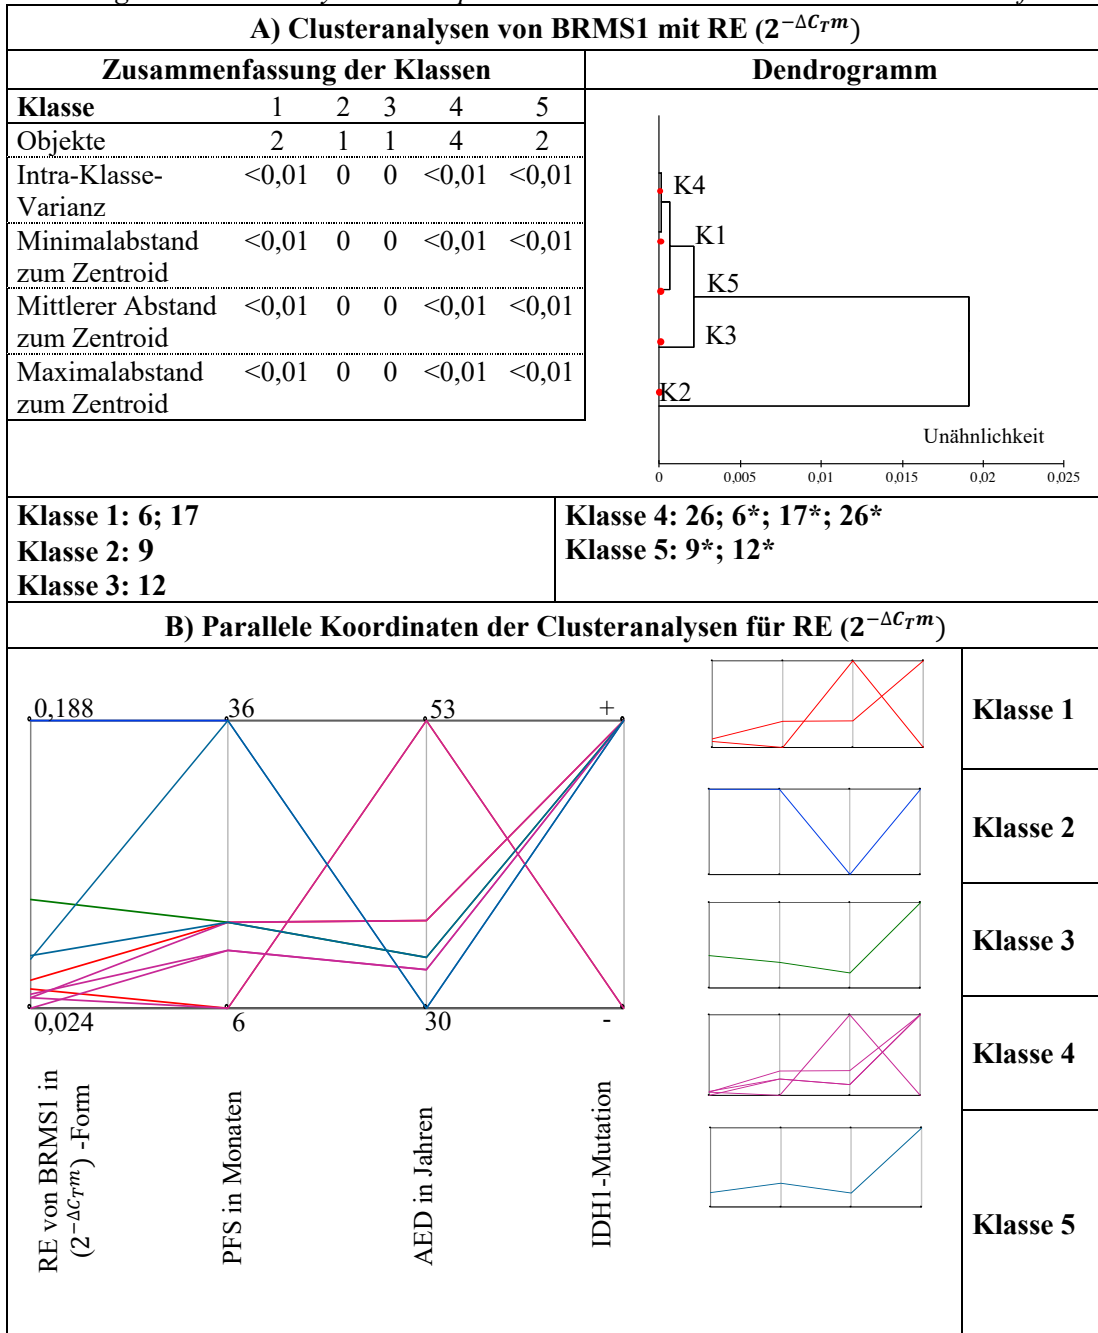 A) Clusteranalysen von BRMS1 mit RE (2^{-ΔC_T m})
Zusammenfassung der Klassen
Dendrogramm
Klasse 1 2 3 4 5
Objekte 2 1 1 4 2
Intra-Klasse- <0,01 0 0 <0,01 <0,01
Varianz
Minimalabstand <0,01 0 0 <0,01 <0,01
zum Zentroid
Mittlerer Abstand <0,01 0 0 <0,01 <0,01
zum Zentroid
Maximalabstand <0,01 0 0 <0,01 <0,01
zum Zentroid
K4
K1
K5
K3
K2
Unähnlichkeit
0 0,005 0,01 0,015 0,02 0,025
Klasse 1: 6; 17
Klasse 2: 9
Klasse 3: 12
Klasse 4: 26; 6*; 17*; 26*
Klasse 5: 9*; 12*
B) Parallele Koordinaten der Clusteranalysen für RE (2^{-ΔC_T m})
0,188 36 53 +
0,024 6 30 -
RE von BRMS1 in
(2^{-ΔC_T m}) -Form
PFS in Monaten
AED in Jahren
IDH1-Mutation
Klasse 1
Klasse 2
Klasse 3
Klasse 4
Klasse 5